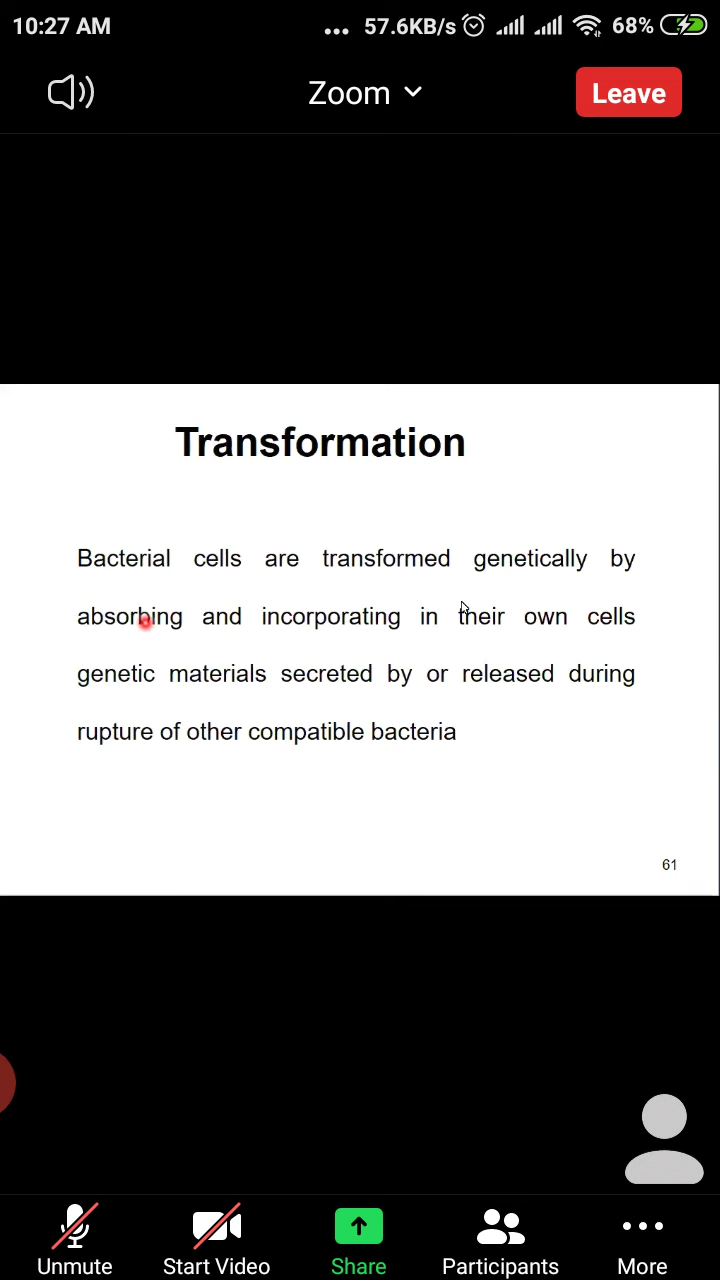 10:27 AM ... 57.6KB/s 68%
Zoom Leave
Transformation
Bacterial cells are transformed genetically by
absorbing and incorporating in their own cells
genetic materials secreted by or released during
rupture of other compatible bacteria
61
Unmute Start Video Share Participants More